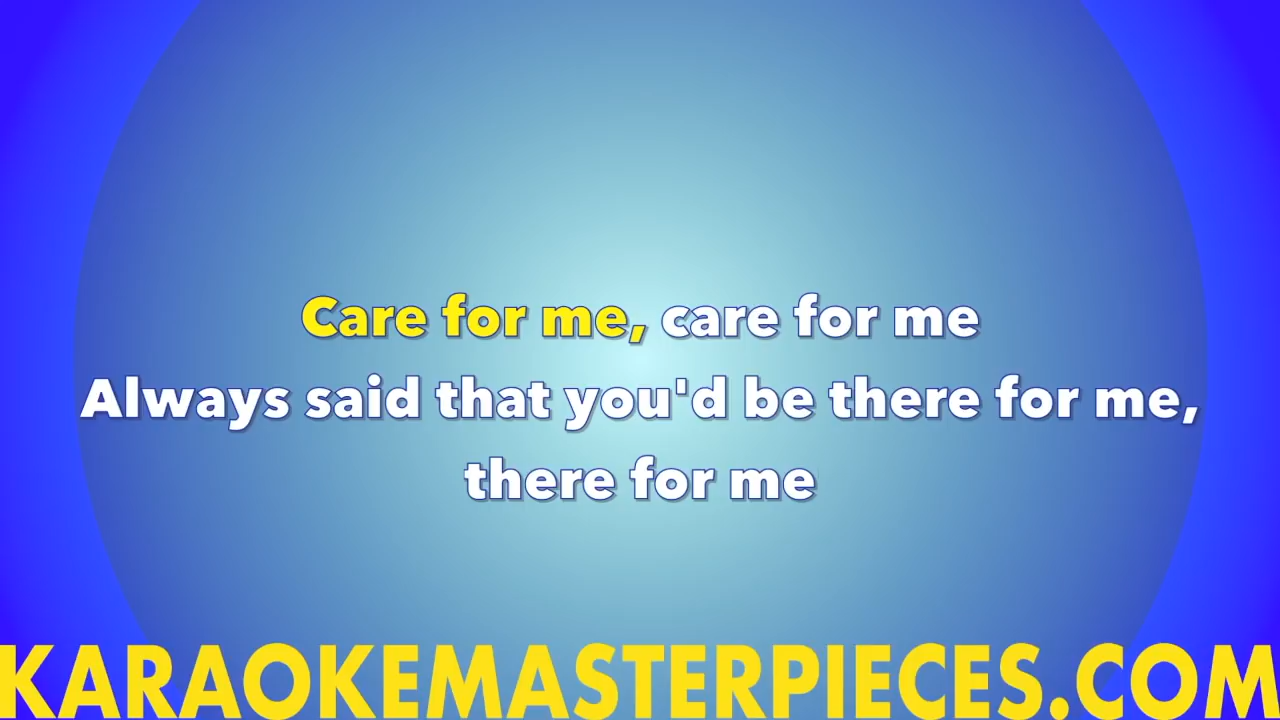 Care for me, care for me
Always said that you'd be there for me,
there for me
KARAOKEMASTERPIECES.COM